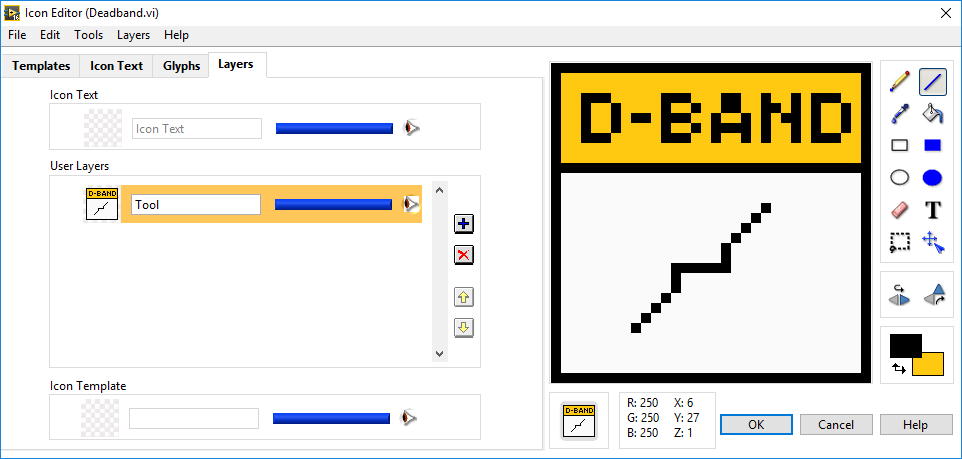 Icon Editor (Deadband.vi)
File Edit Tools Layers Help
Templates Icon Text Glyphs Layers
Icon Text
Icon Text
User Layers
D-BAND
Tool
Icon Template
D-BAND
T
D-BAND
R: 250 X: 6
G: 250 Y: 27
B: 250 Z: 1
OK Cancel Help